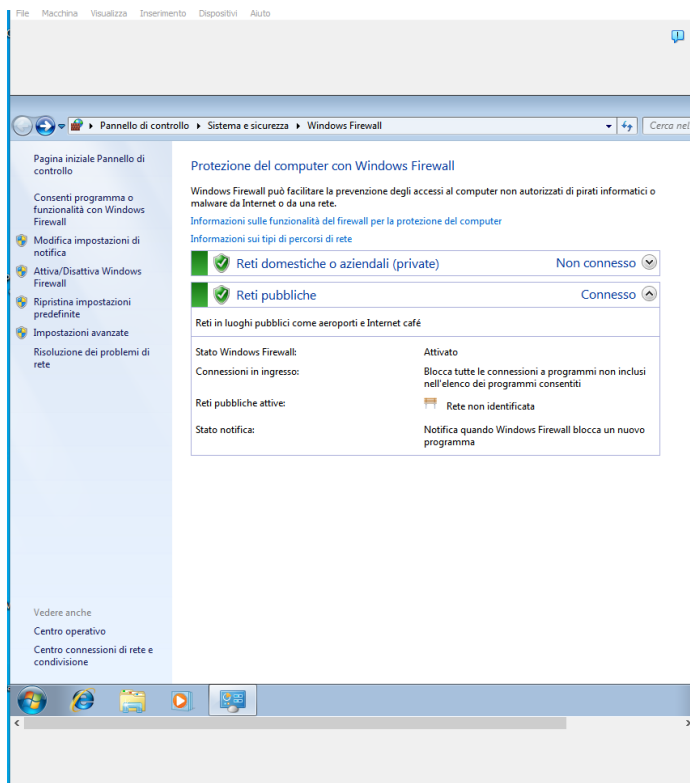 File Macchina Visualizza Inserimento Dispositivi Aiuto
Pannello di controllo Sistema e sicurezza Windows Firewall
Cerca nel
Pagina iniziale Pannello di
controllo
Consenti programma o
funzionalità con Windows
Firewall
Modifica impostazioni di
notifica
Attiva/Disattiva Windows
Firewall
Ripristina impostazioni
predefinite
Impostazioni avanzate
Risoluzione dei problemi di
rete
Vedere anche
Centro operativo
Centro connessioni di rete e
condivisione
Protezione del computer con Windows Firewall
Windows Firewall può facilitare la prevenzione degli accessi al computer non autorizzati di pirati informatici o
malware da Internet o da una rete.
Informazioni sulle funzionalità del firewall per la protezione del computer
Informazioni sui tipi di percorsi di rete
Reti domestiche o aziendali (private) Non connesso
Reti pubbliche Connesso
Reti in luoghi pubblici come aeroporti e Internet café
Stato Windows Firewall: Attivato
Connessioni in ingresso: Blocca tutte le connessioni a programmi non inclusi
nell'elenco dei programmi consentiti
Reti pubbliche attive: Rete non identificata
Stato notifica: Notifica quando Windows Firewall blocca un nuovo
programma